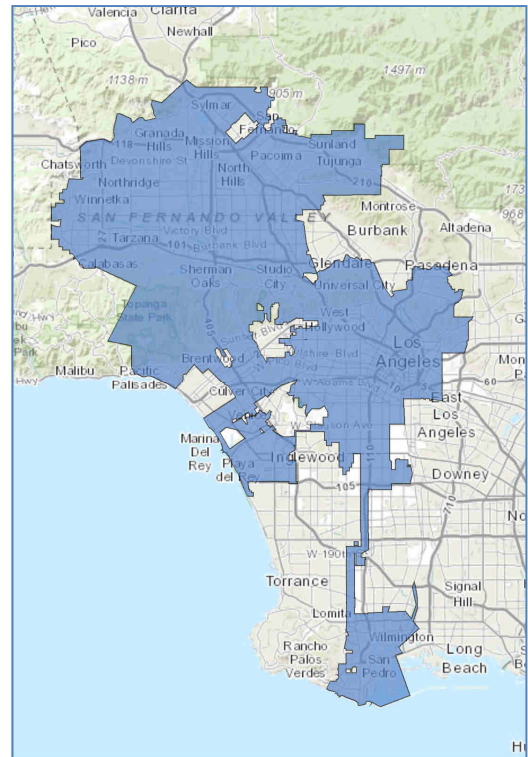 Valencia
Clarita
Newhall
Pico
1138 m
1497 m
905 m
Sylmar
San
Fernando
Granada
Hills
Mission
Hills
Sunland
Tujunga
118
Chatsworth
Devonshire St
Pacoima
North
Hills
210
Northridge
Winnetka
Montrose
SAN FERNANDO VALLEY
Altadena
Burbank
27
Victory Blvd
Tarzana
101
Burbank Blvd
Glendale
Pasadena
Calabasas
Sherman
Oaks
Studio
City
Universal City
Topanga
State Park
West
Hollywood
405
Sunset Blvd
Los
Angeles
Brentwood
Wilshire Blvd
Malibu
Pacific
Palisades
Hwy
Culver City
W Adams Blvd
60
East
Los
Angeles
Marina
Del
Rey
Playa
del Rey
110
Inglewood
Downey
105
710
W 190th
Torrance
Signal
Hill
Lomita
Wilmington
Rancho
Palos
Verdes
San
Pedro
Long
Beach